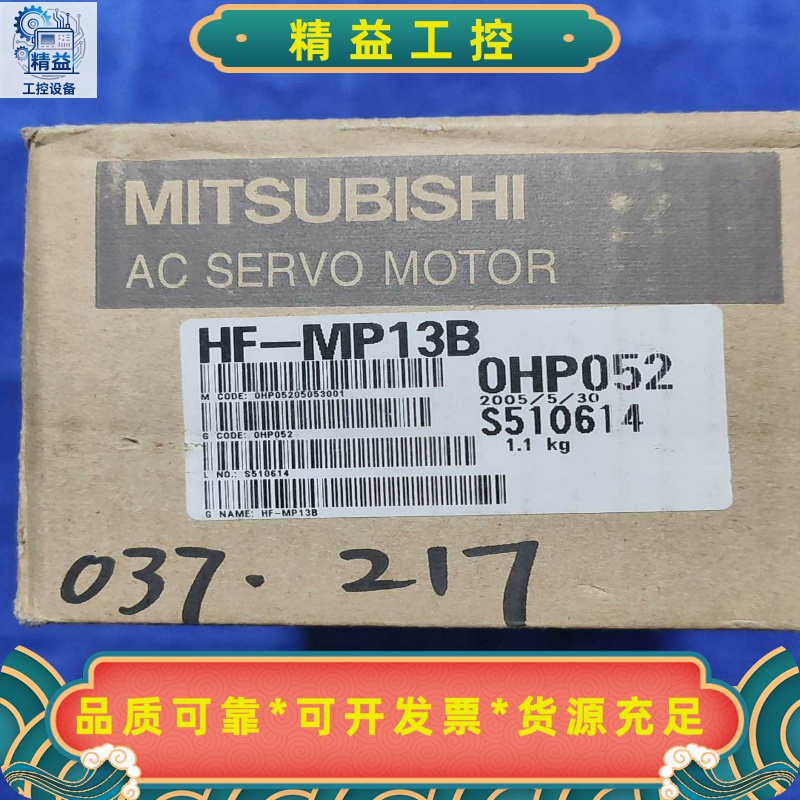 精益工控
精益
工控设备
MITSUBISHI
AC SERVO MOTOR
HF-MP13B
0HP052
M CODE: 0HP05205053001
2005/5/30
S510614
G CODE: 0HP052
1.1 kg
L NO.: S510614
G NAME: HF-MP13B
037. 217
品质可靠*可开发票*货源充足